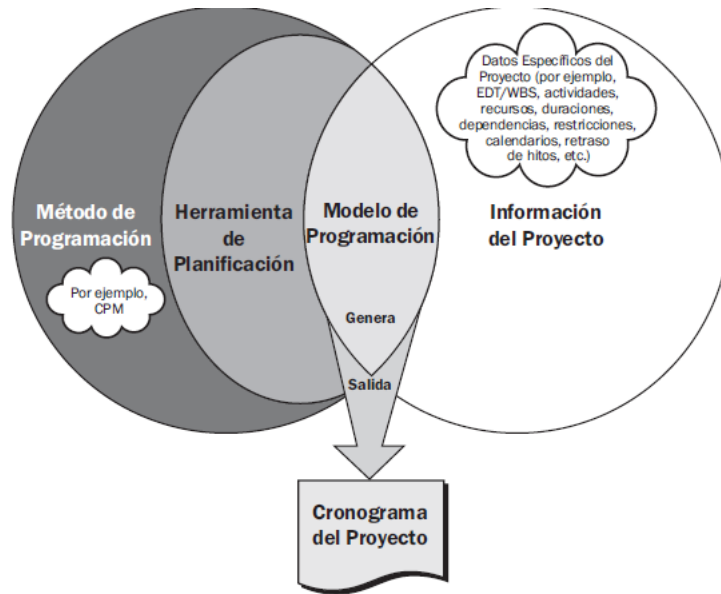 Datos Específicos del
Proyecto (por ejemplo,
EDT/WBS, actividades,
recursos, duraciones,
dependencias, restricciones,
calendarios, retraso
de hitos, etc.)
Método de
Programación
Por ejemplo,
CPM
Herramienta
de
Planificación
Modelo de
Programación
Información
del Proyecto
Genera
Salida
Cronograma
del Proyecto